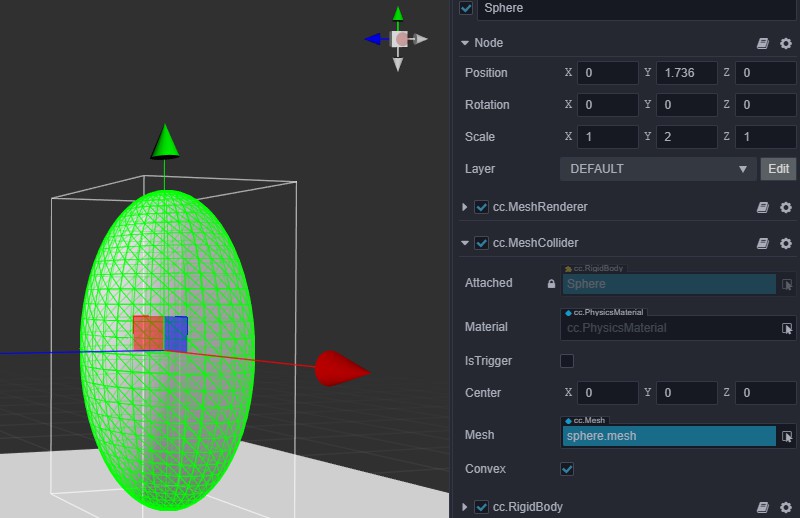 Sphere
Node
Position X 0 Y 1.736 Z 0
Rotation X 0 Y 0 Z 0
Scale X 1 Y 2 Z 1
Layer DEFAULT Edit
cc.MeshRenderer
cc.MeshCollider
cc.RigidBody
Attached Sphere
cc.PhysicsMaterial
Material cc.PhysicsMaterial
IsTrigger
Center X 0 Y 0 Z 0
cc.Mesh
Mesh sphere.mesh
Convex
cc.RigidBody